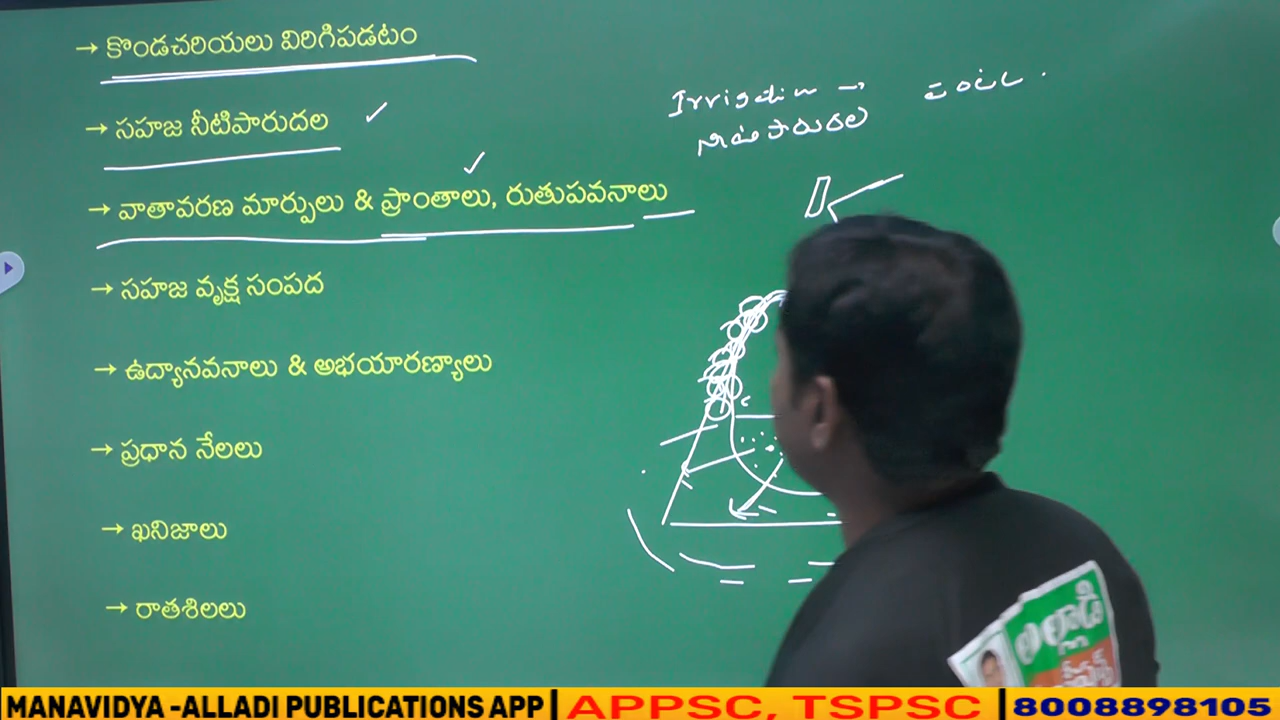 → కొండచరియలు విరిగిపడటం
→ సహజ నీటిపారుదల ✓
→ వాతావరణ మార్పులు & ప్రాంతాలు, రుతుపవనాలు
→ సహజ వృక్ష సంపద
→ ఉద్యానవనాలు & అభయారణ్యాలు
→ ప్రధాన నేలలు
→ ఖనిజాలు
→ రాతశిలలు
Irrigation →
అల్లాడి
MANAVIDYA -ALLADI PUBLICATIONS APP | APPSC, TSPSC | 8008898105